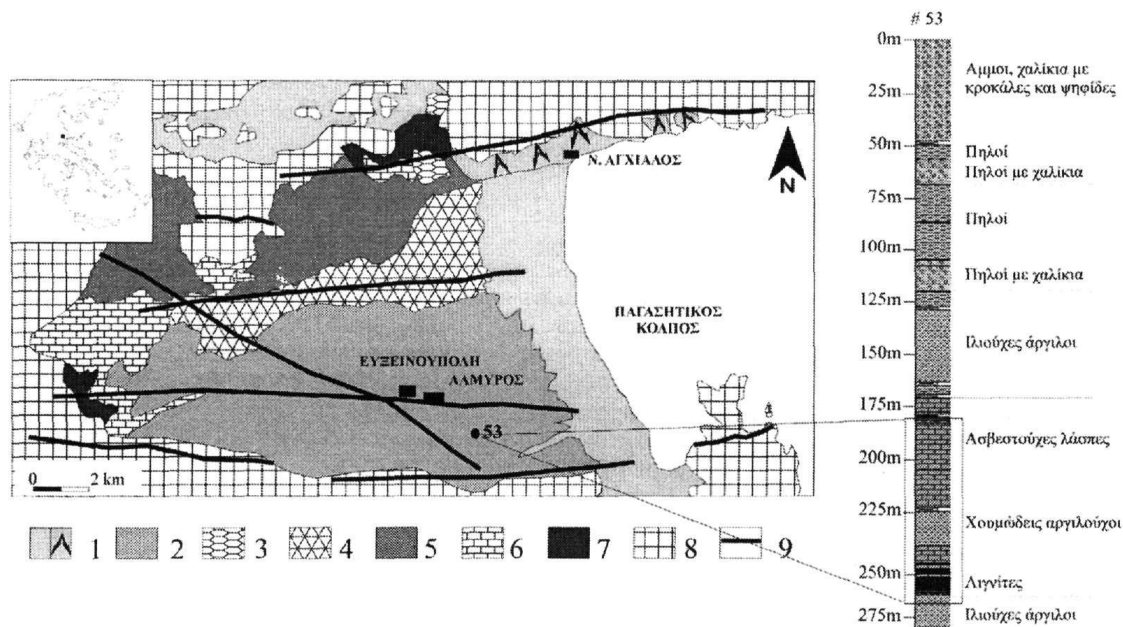 # 53
0m
Αμμοι, χαλίκια με
κροκάλες και ψηφίδες
25m
50m
Πηλοί
Πηλοί με χαλίκια
75m
Πηλοί
100m
Πηλοί με χαλίκια
125m
Ιλιούχες άργιλοι
150m
175m
Ασβεστούχες λάσπες
200m
225m
Χουμώδεις αργιλούχοι
250m
Λιγνίτες
275m
Ιλιούχες άργιλοι
Ν. ΑΓΧΙΑΛΟΣ
N
ΠΑΓΑΣΗΤΙΚΟΣ
ΚΟΛΠΟΣ
ΕΥΞΕΙΝΟΥΠΟΛΗ
ΑΛΜΥΡΟΣ
53
0 2 km
1 2 3 4 5 6 7 8 9